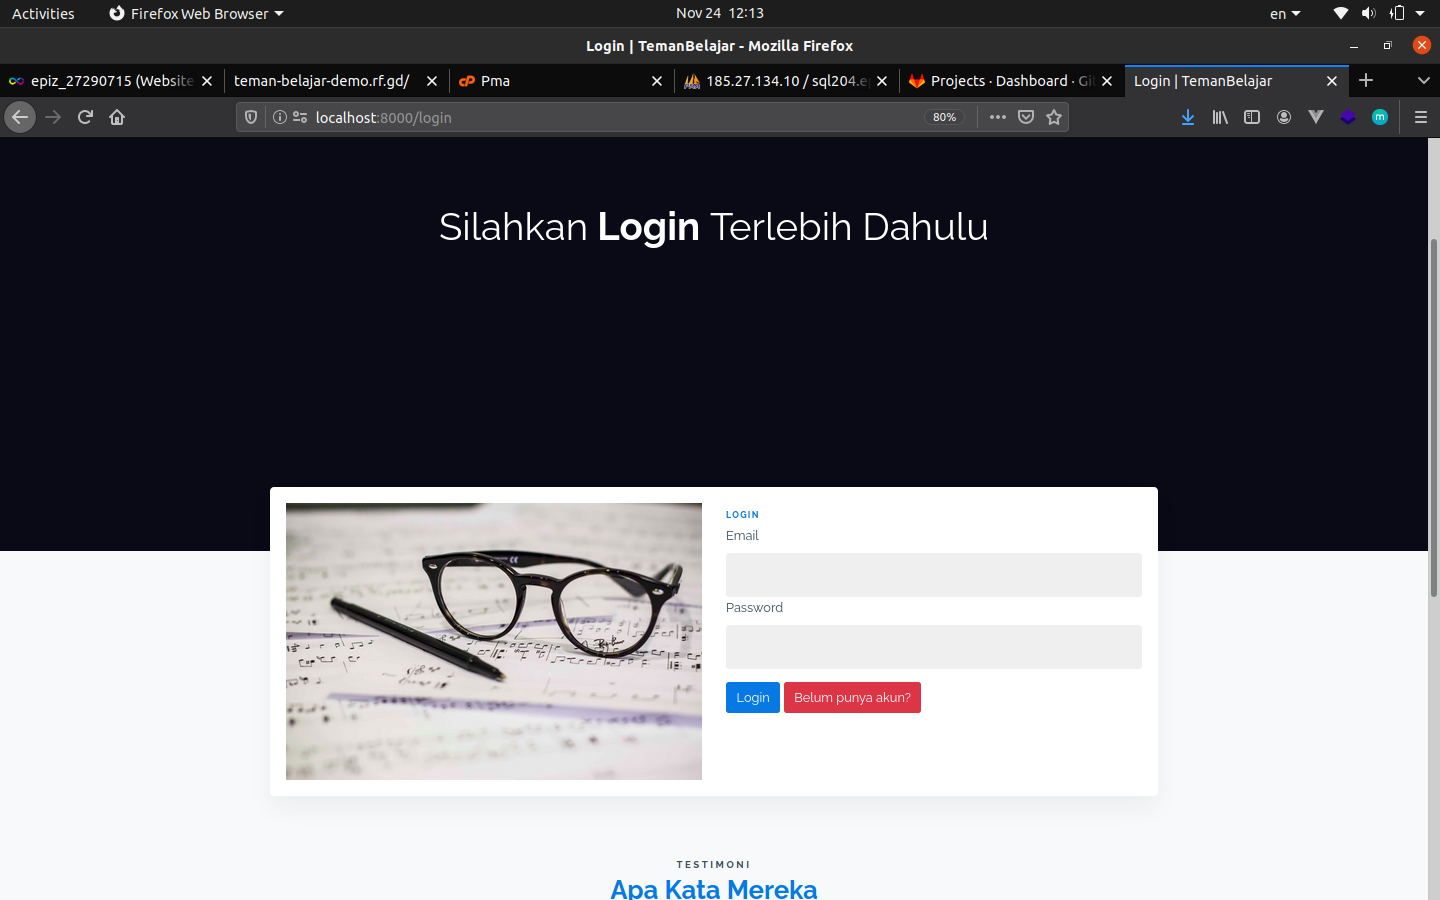 Activities
Firefox Web Browser
Nov 24 12:13
en
Login | TemanBelajar - Mozilla Firefox
epiz_27290715 (Website
teman-belajar-demo.rf.gd/
Pma
185.27.134.10 / sql204.e
Projects · Dashboard · Gi
Login | TemanBelajar
localhost:8000/login
80%
Silahkan Login Terlebih Dahulu
LOGIN
Email
Password
Login
Belum punya akun?
TESTIMONI
Apa Kata Mereka